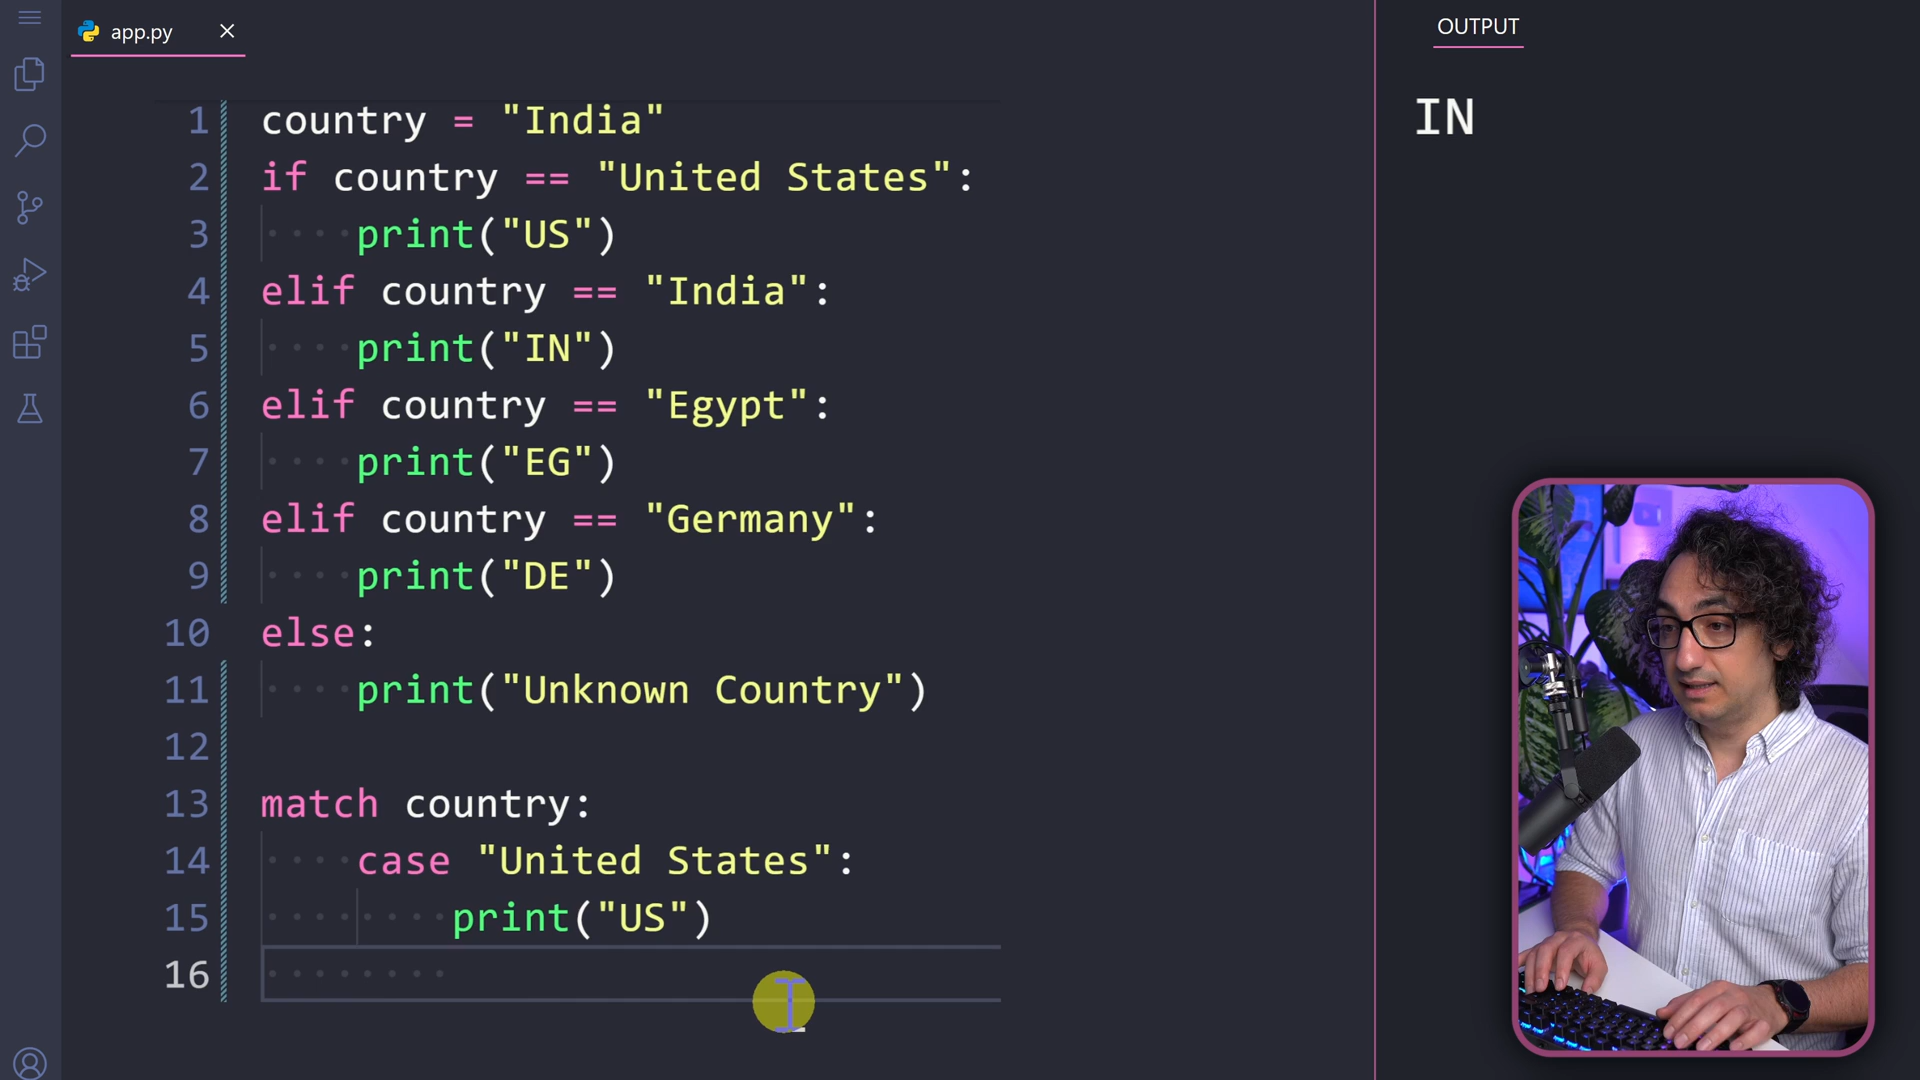 app.py
OUTPUT
IN
1 country = "India"
2 if country == "United States":
3 print("US")
4 elif country == "India":
5 print("IN")
6 elif country == "Egypt":
7 print("EG")
8 elif country == "Germany":
9 print("DE")
10 else:
11 print("Unknown Country")
12
13 match country:
14 case "United States":
15 print("US")
16